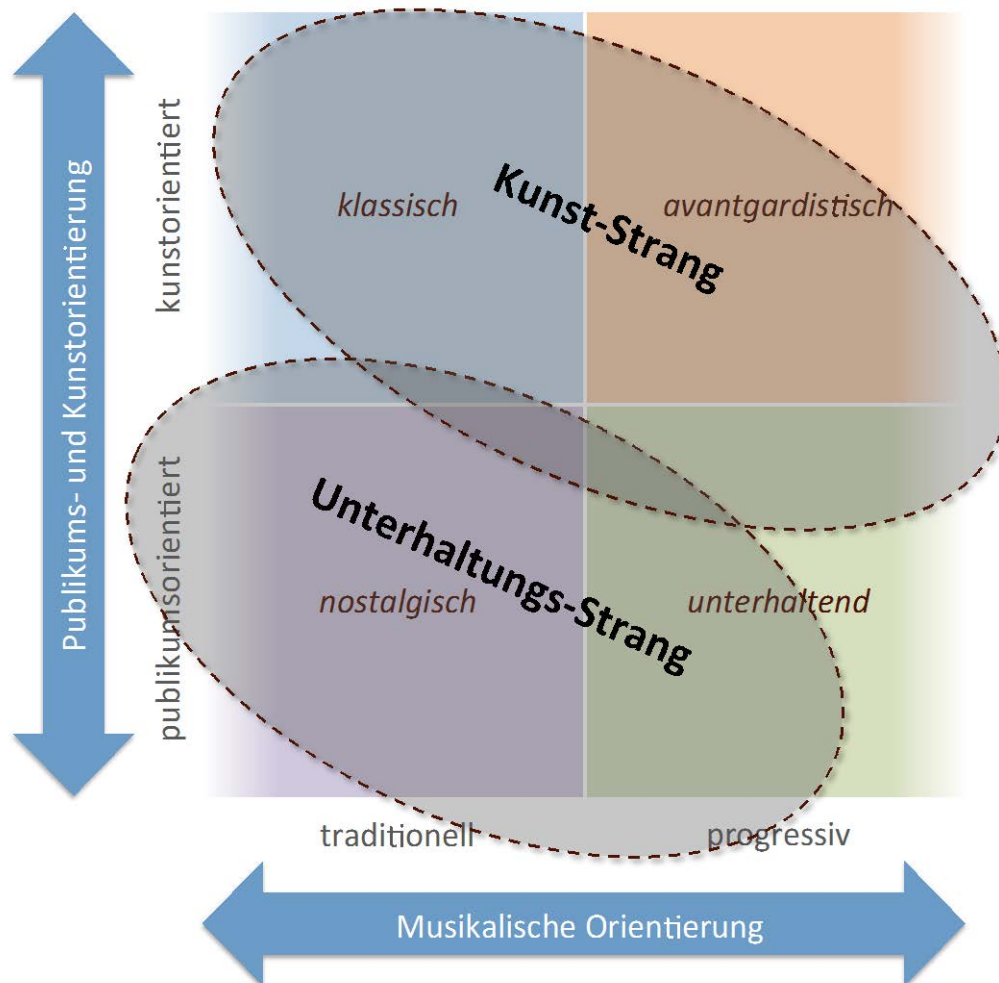 Publikums- und Kunstorientierung
kunstorientiert
klassisch
Kunst-Strang
avantgardistisch
publikumsorientiert
Unterhaltungs-Strang
nostalgisch
unterhaltend
traditionell
progressiv
Musikalische Orientierung